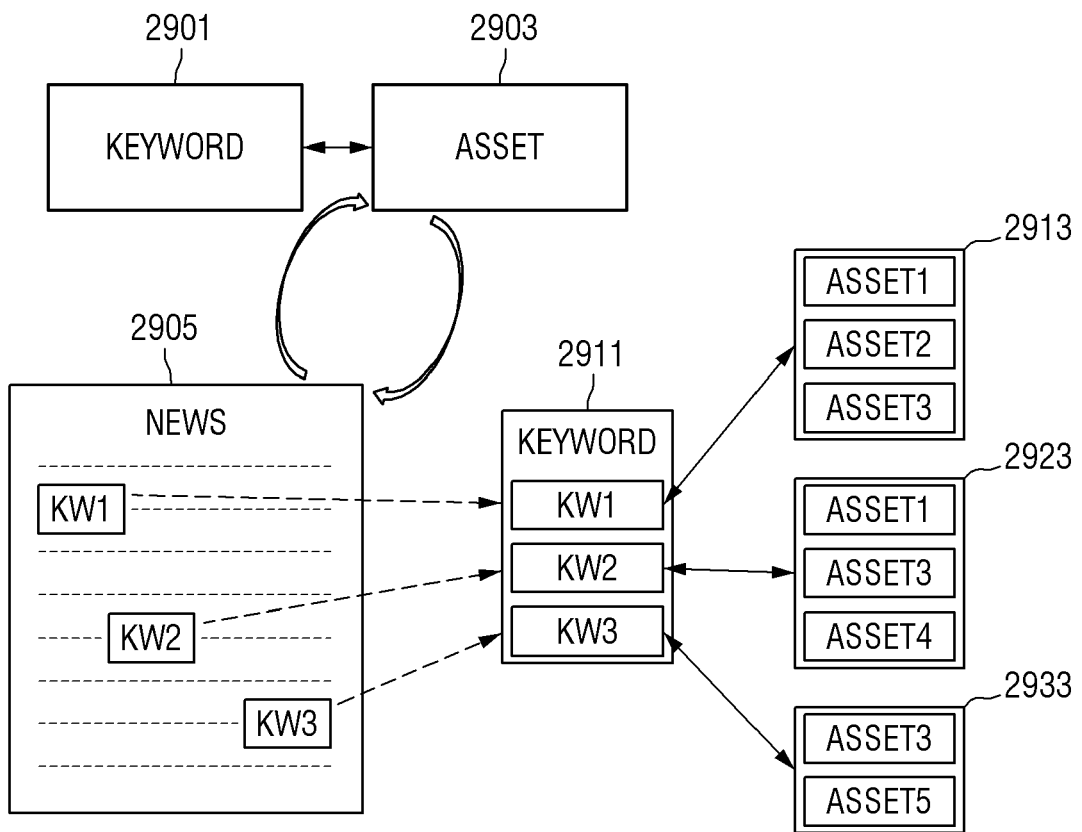 2901
2903
KEYWORD
ASSET
2913
ASSET1
ASSET2
ASSET3
2905
2911
NEWS
KEYWORD
KW1
KW1
KW2
KW2
KW3
KW3
2923
ASSET1
ASSET3
ASSET4
2933
ASSET3
ASSET5